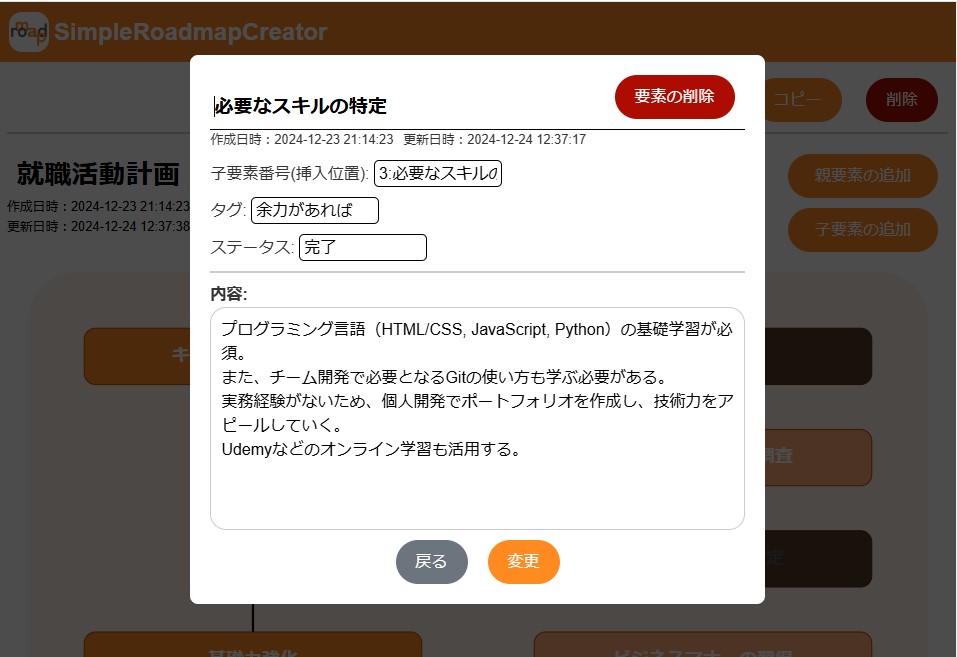 road
map
SimpleRoadmapCreator
コピー
削除
就職活動計画
作成日時：2024-12-23 21:14:23
更新日時：2024-12-24 12:37:38
親要素の追加
子要素の追加
必要なスキルの特定
要素の削除
作成日時：2024-12-23 21:14:23 更新日時：2024-12-24 12:37:17
子要素番号(挿入位置): 3:必要なスキルの
タグ: 余力があれば
ステータス: 完了
内容:
プログラミング言語（HTML/CSS, JavaScript, Python）の基礎学習が必
須。
また、チーム開発で必要となるGitの使い方も学ぶ必要がある。
実務経験がないため、個人開発でポートフォリオを作成し、技術力をア
ピールしていく。
Udemyなどのオンライン学習も活用する。
戻る
変更
キ
査
定
基礎力強化